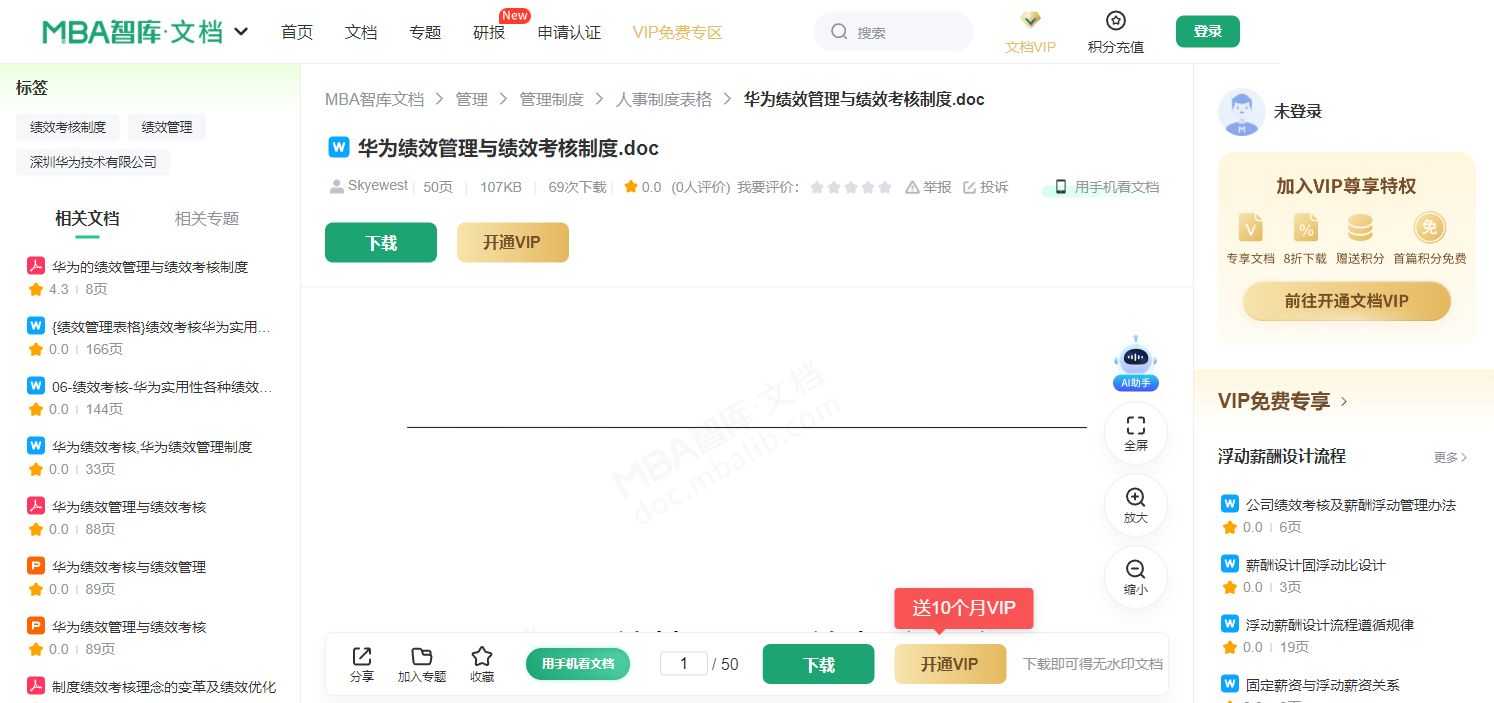 MBA智库·文档
首页
文档
专题
研报
New
申请认证
VIP免费专区
搜索
文档VIP
积分充值
登录
标签
绩效考核制度
绩效管理
深圳华为技术有限公司
相关文档
相关专题
华为的绩效管理与绩效考核制度
4.3 8页
{绩效管理表格}绩效考核华为实用...
0.0 166页
06-绩效考核-华为实用性各种绩效...
0.0 144页
华为绩效考核,华为绩效管理制度
0.0 33页
华为绩效管理与绩效考核
0.0 88页
华为绩效考核与绩效管理
0.0 89页
华为绩效管理与绩效考核
0.0 89页
制度绩效考核理念的变革及绩效优化
MBA智库文档 > 管理 > 管理制度 > 人事制度表格 > 华为绩效管理与绩效考核制度.doc
W 华为绩效管理与绩效考核制度.doc
Skyewest 50页 107KB 69次下载 0.0 (0人评价) 我要评价: 举报 投诉 用手机看文档
下载
开通VIP
MBA智库·文档
doc.mbalib.com
AI助手
全屏
放大
缩小
送10个月VIP
分享
加入专题
收藏
用手机看文档
1 / 50
下载
开通VIP
下载即可得无水印文档
未登录
加入VIP尊享特权
V % 免
专享文档 8折下载 赠送积分 首篇积分免费
前往开通文档VIP
VIP免费专享 >
浮动薪酬设计流程
更多 >
W 公司绩效考核及薪酬浮动管理办法
0.0 6页
W 薪酬设计固浮动比设计
0.0 3页
W 浮动薪酬设计流程遵循规律
0.0 19页
W 固定薪资与浮动薪资关系